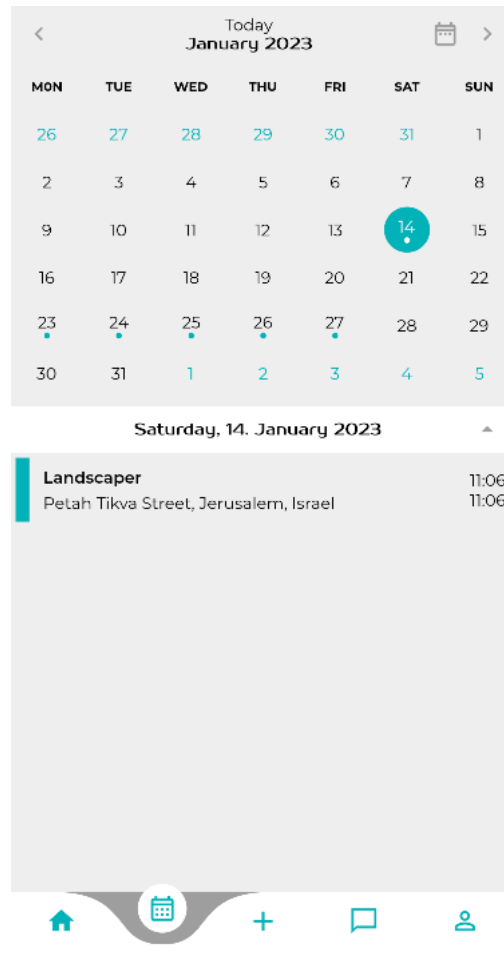 Today
January 2023
MON TUE WED THU FRI SAT SUN
26 27 28 29 30 31 1
2 3 4 5 6 7 8
9 10 11 12 13 14 15
16 17 18 19 20 21 22
23 24 25 26 27 28 29
30 31 1 2 3 4 5
Saturday, 14. January 2023
Landscaper 11:06
Petah Tikva Street, Jerusalem, Israel 11:06